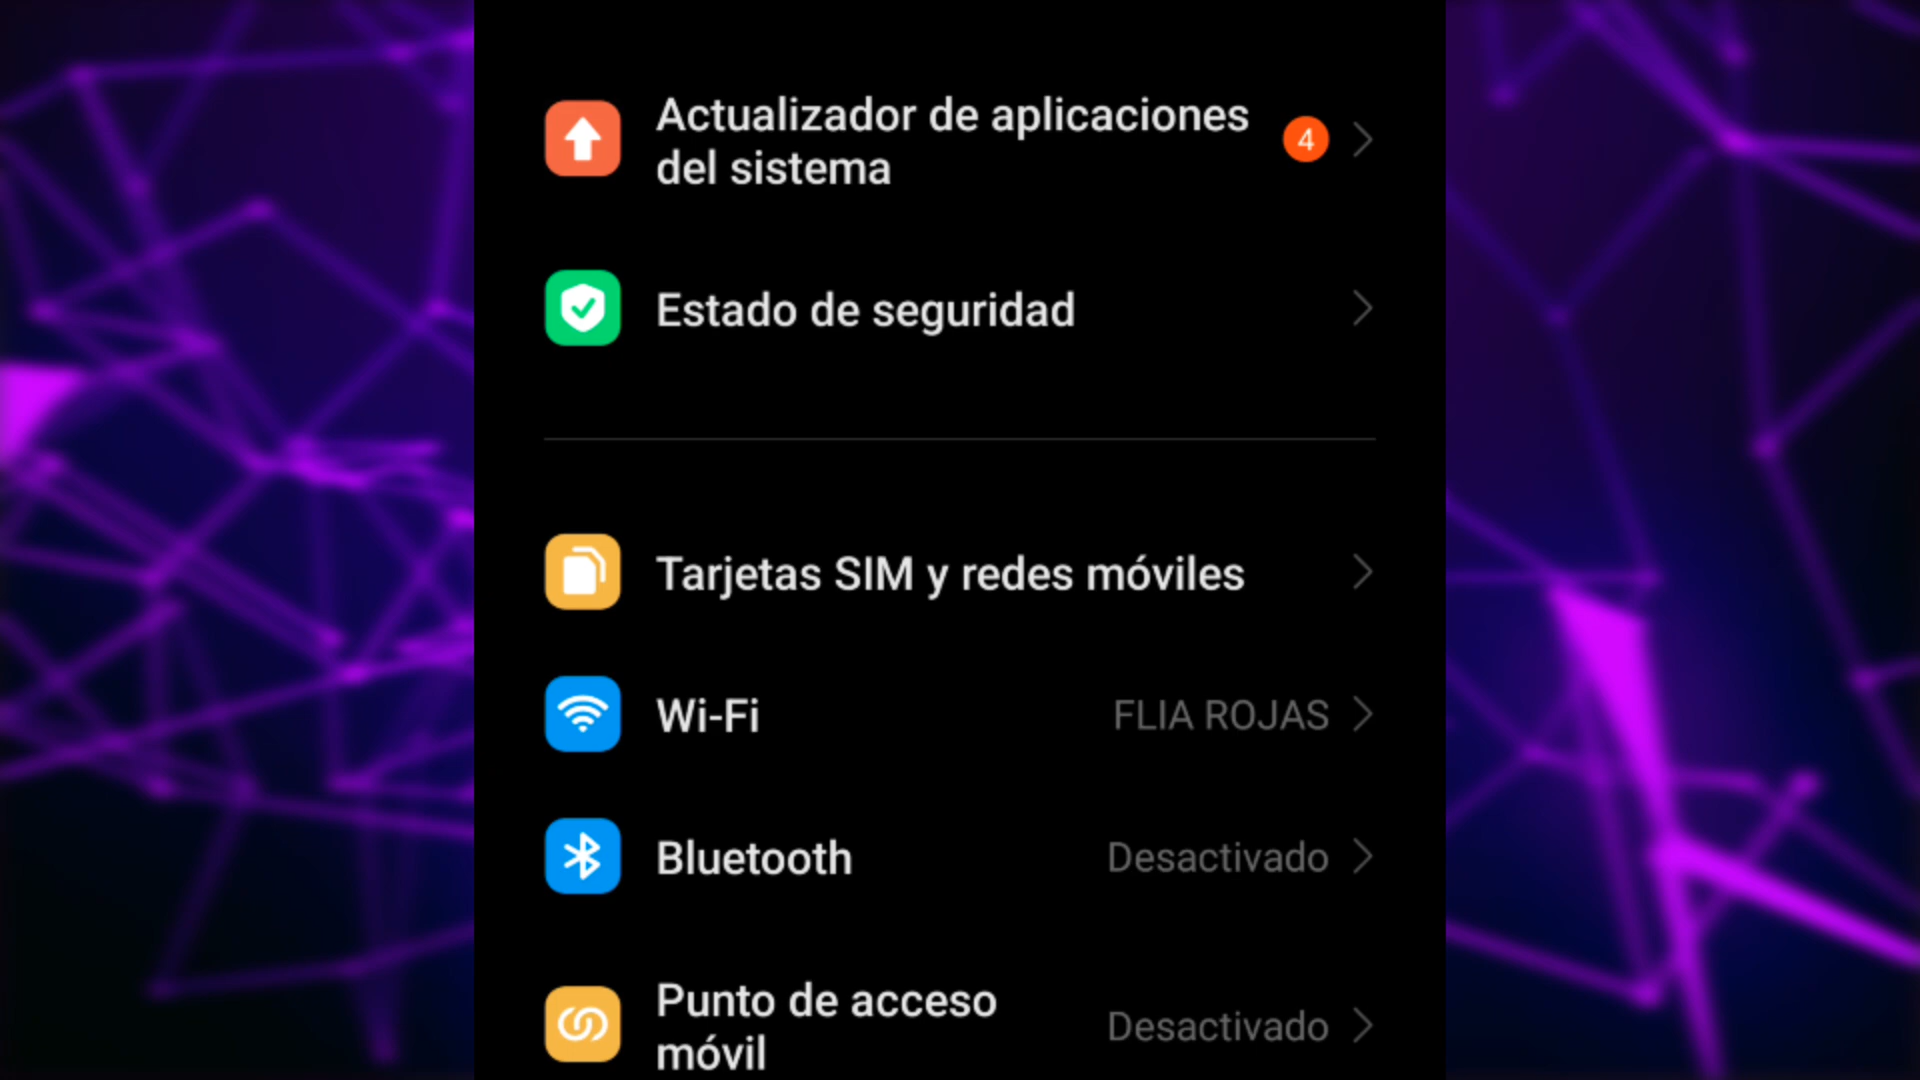 Actualizador de aplicaciones
del sistema
4
Estado de seguridad
Tarjetas SIM y redes móviles
Wi-Fi FLIA ROJAS
Bluetooth Desactivado
Punto de acceso
móvil
Desactivado